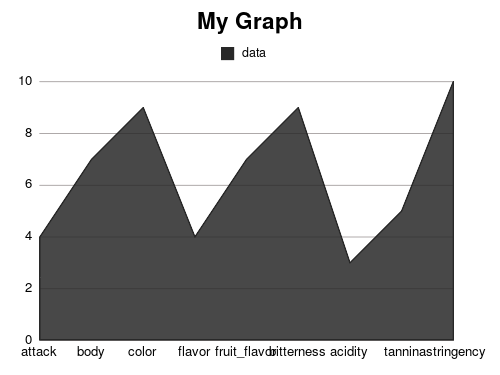 My Graph
data
10
8
6
4
2
0
attack body color flavor fruit_flavor bitterness acidity tannin astringency